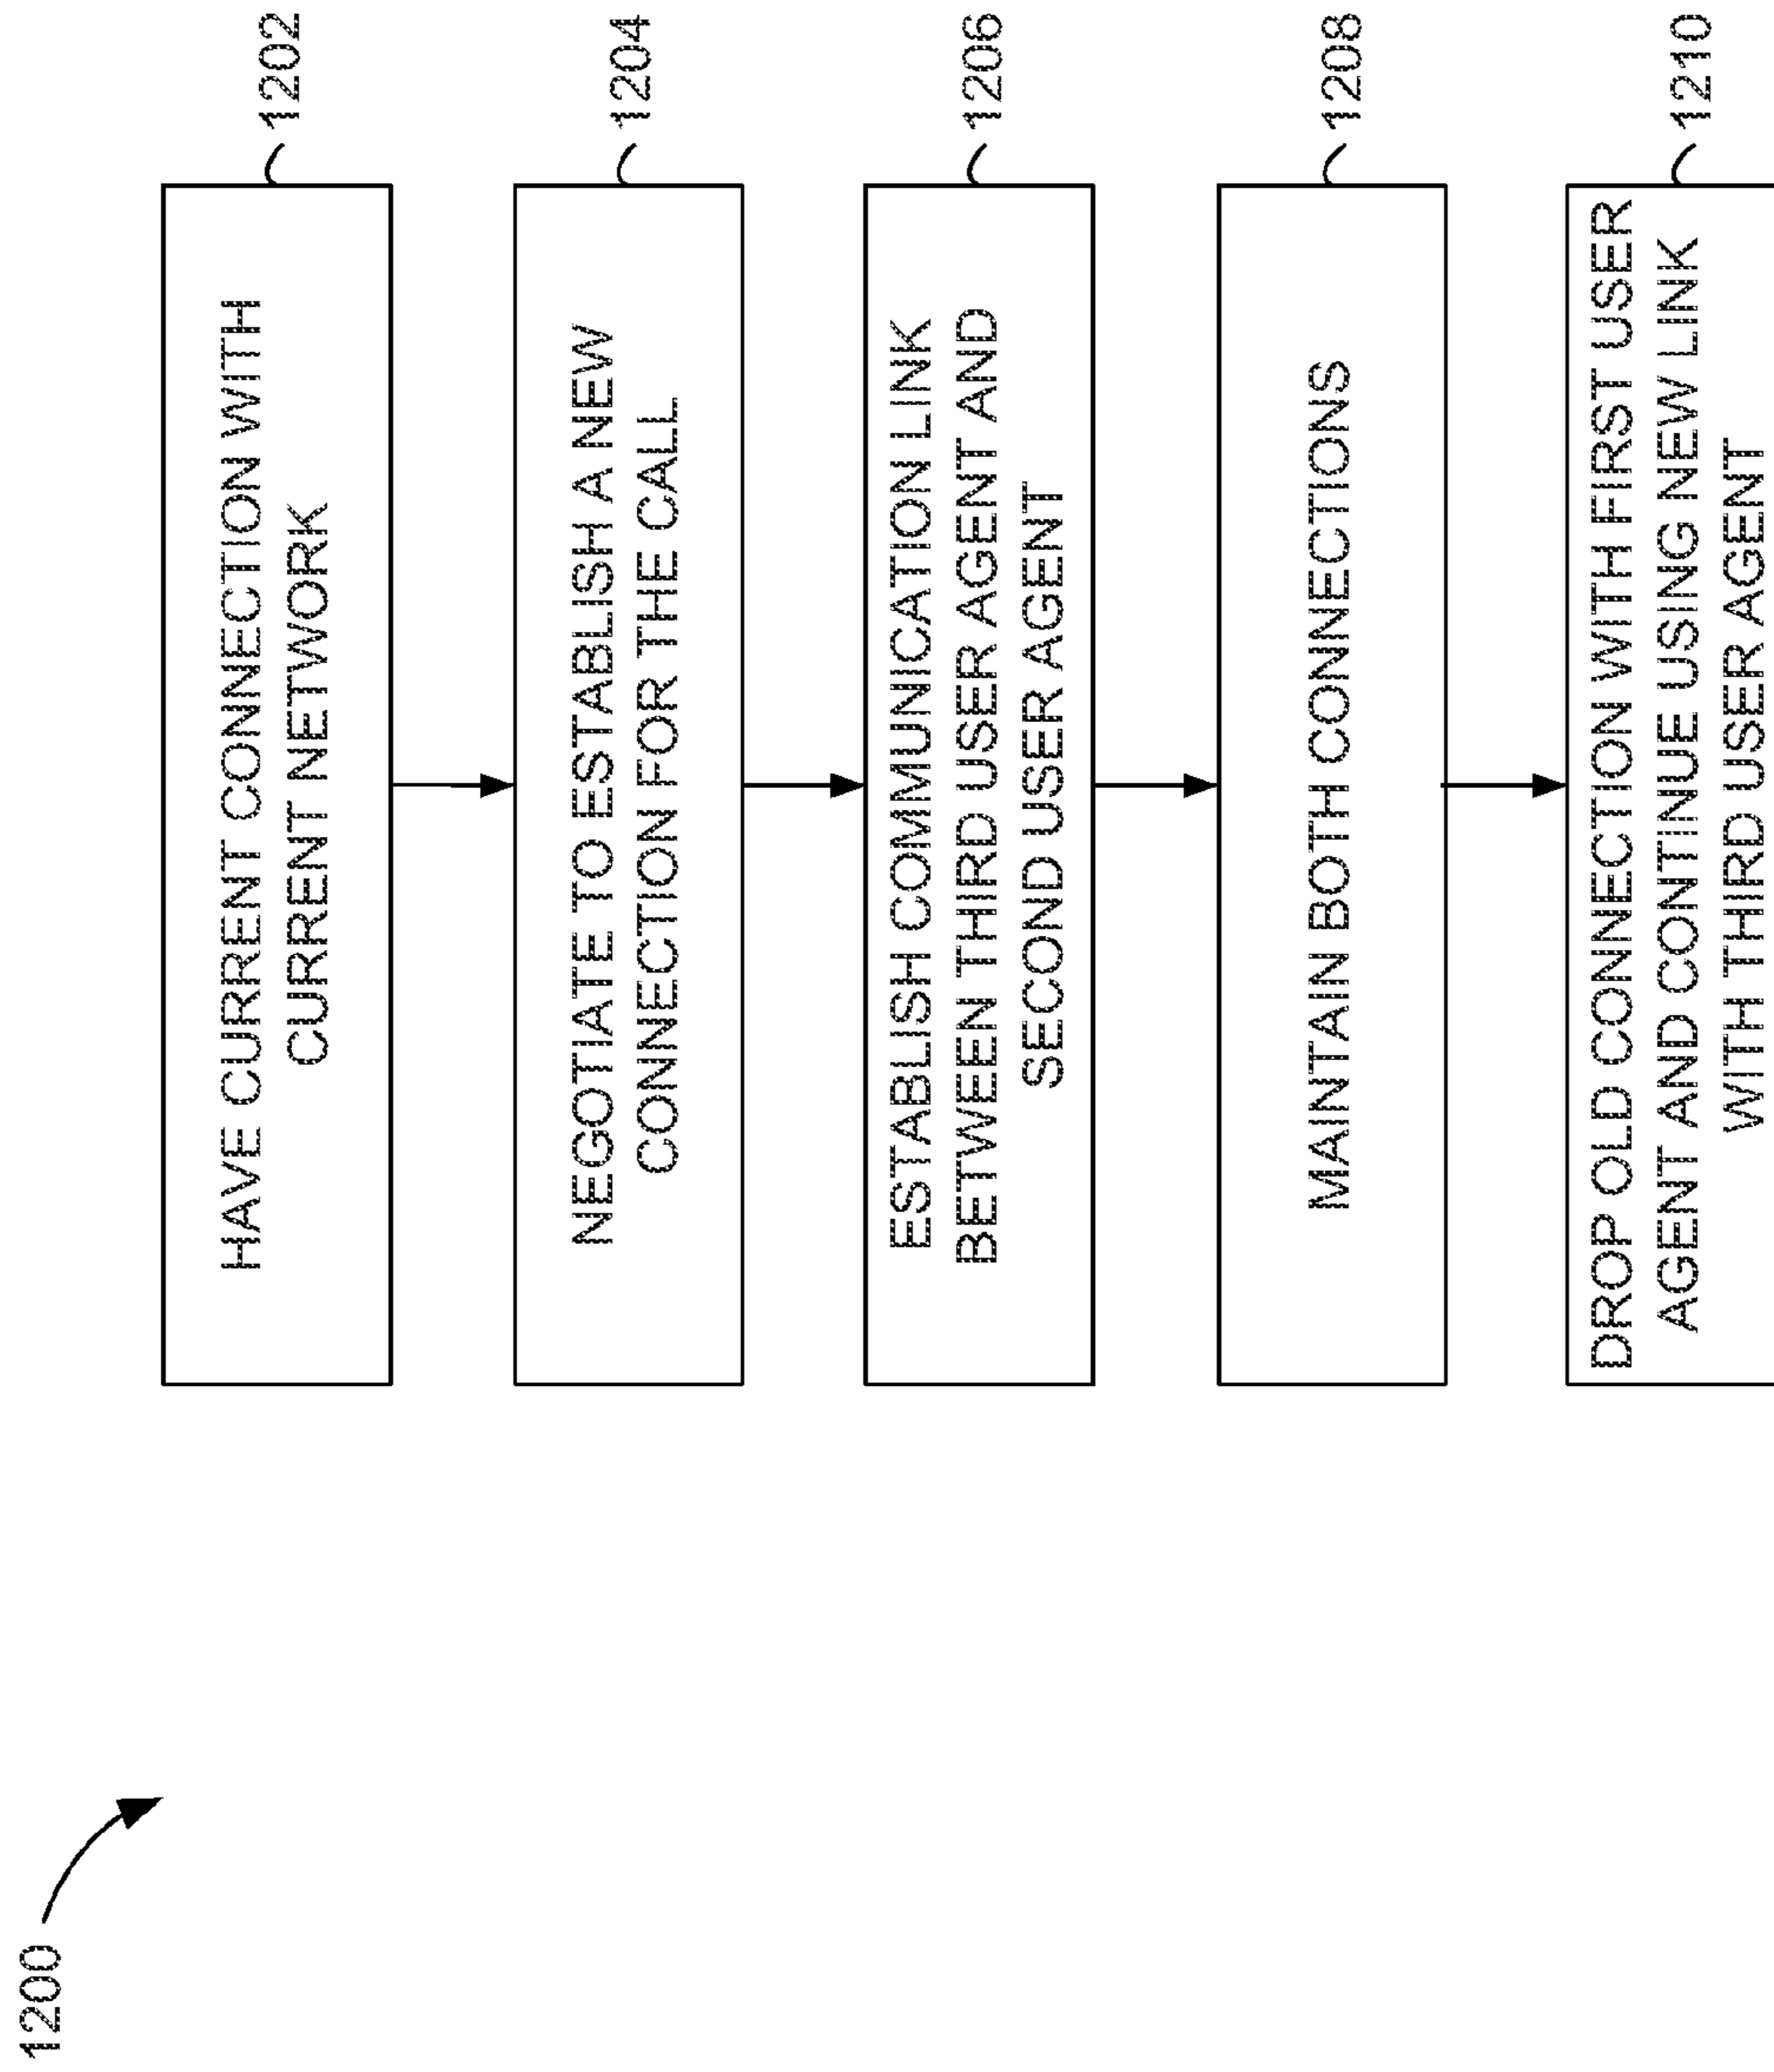 1200
HAVE CURRENT CONNECTION WITH
CURRENT NETWORK
1202
NEGOTIATE TO ESTABLISH A NEW
CONNECTION FOR THE CALL
1204
ESTABLISH COMMUNICATION LINK
BETWEEN THIRD USER AGENT AND
SECOND USER AGENT
1206
MAINTAIN BOTH CONNECTIONS
1208
DROP OLD CONNECTION WITH FIRST USER
AGENT AND CONTINUE USING NEW LINK
WITH THIRD USER AGENT
1210